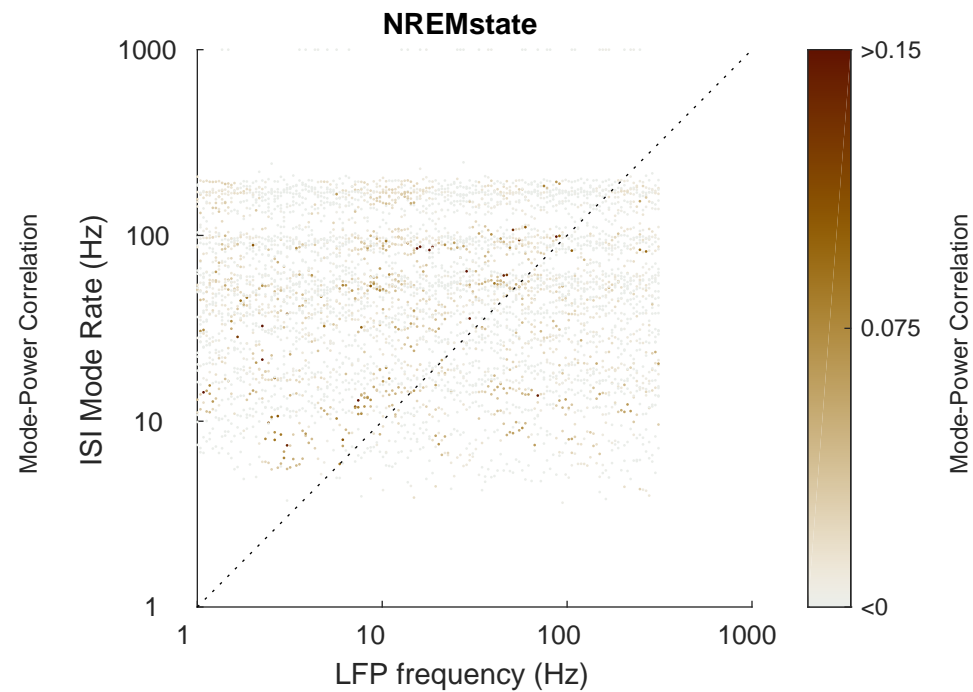 NREMstate
Mode-Power Correlation
ISI Mode Rate (Hz)
1000
100
10
1
1
10
100
1000
LFP frequency (Hz)
>0.15
0.075
<0
Mode-Power Correlation